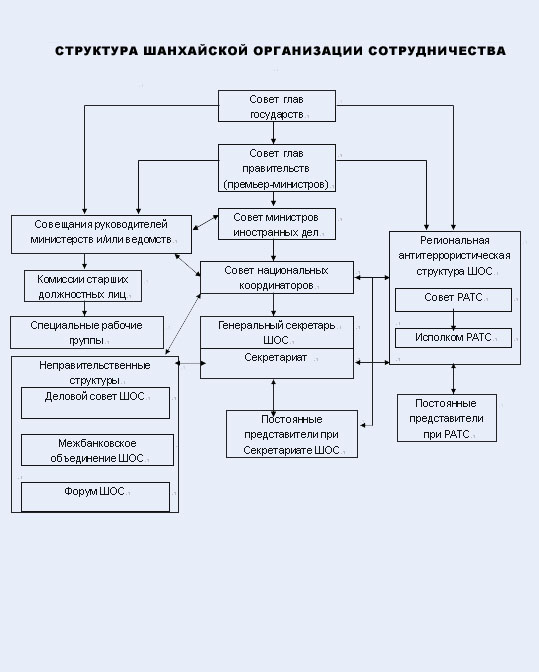 СТРУКТУРА ШАНХАЙСКОЙ ОРГАНИЗАЦИИ СОТРУДНИЧЕСТВА
Совет глав
государств
Совет глав
правительств
(премьер-министров)
Совещания руководителей
министерств и/или ведомств
Совет министров
иностранных дел
Региональная
антитеррористическая
структура ШОС
Совет РАТС
Исполком РАТС
Комиссии старших
должностных лиц
Совет национальных
координаторов
Специальные рабочие
группы
Генеральный секретарь
ШОС
Секретариат
Неправительственные
структуры
Деловой совет ШОС
Межбанковское
объединение ШОС
Форум ШОС
Постоянные
представители при
Секретариате ШОС
Постоянные
представители
при РАТС